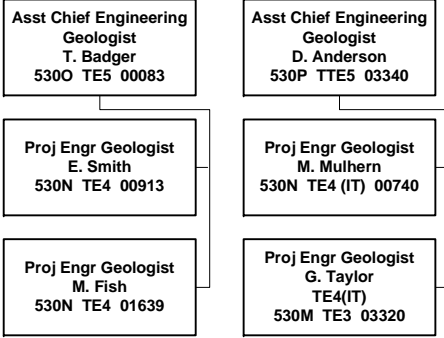 Asst Chief Engineering
Geologist
T. Badger
530O TE5 00083
Proj Engr Geologist
E. Smith
530N TE4 00913
Proj Engr Geologist
M. Fish
530N TE4 01639
Asst Chief Engineering
Geologist
D. Anderson
530P TTE5 03340
Proj Engr Geologist
M. Mulhern
530N TE4 (IT) 00740
Proj Engr Geologist
G. Taylor
TE4(IT)
530M TE3 03320